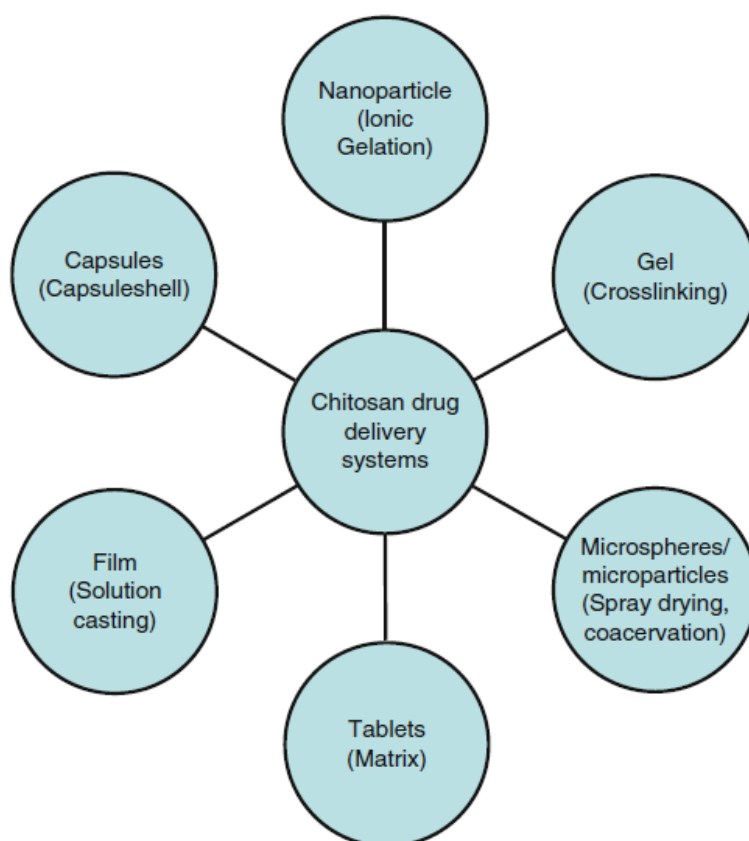 Nanoparticle
(Ionic
Gelation)
Capsules
(Capsuleshell)
Gel
(Crosslinking)
Chitosan drug
delivery
systems
Film
(Solution
casting)
Microspheres/
microparticles
(Spray drying,
coacervation)
Tablets
(Matrix)